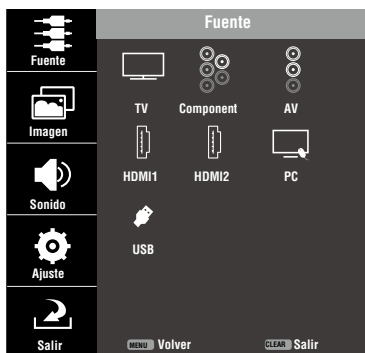 Fuente
Imagen
Sonido
Ajuste
Salir
Fuente
TV Component AV
HDMI1 HDMI2 PC
USB
MENU Volver CLEAR Salir